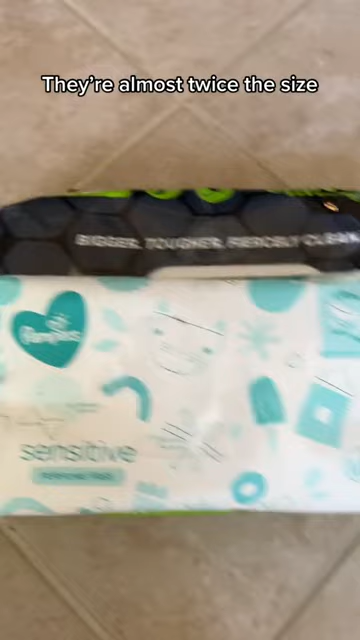 They're almost twice the size
BIGGER. TOUGHER. FIERCELY CLEAN
Pampers
sensitive